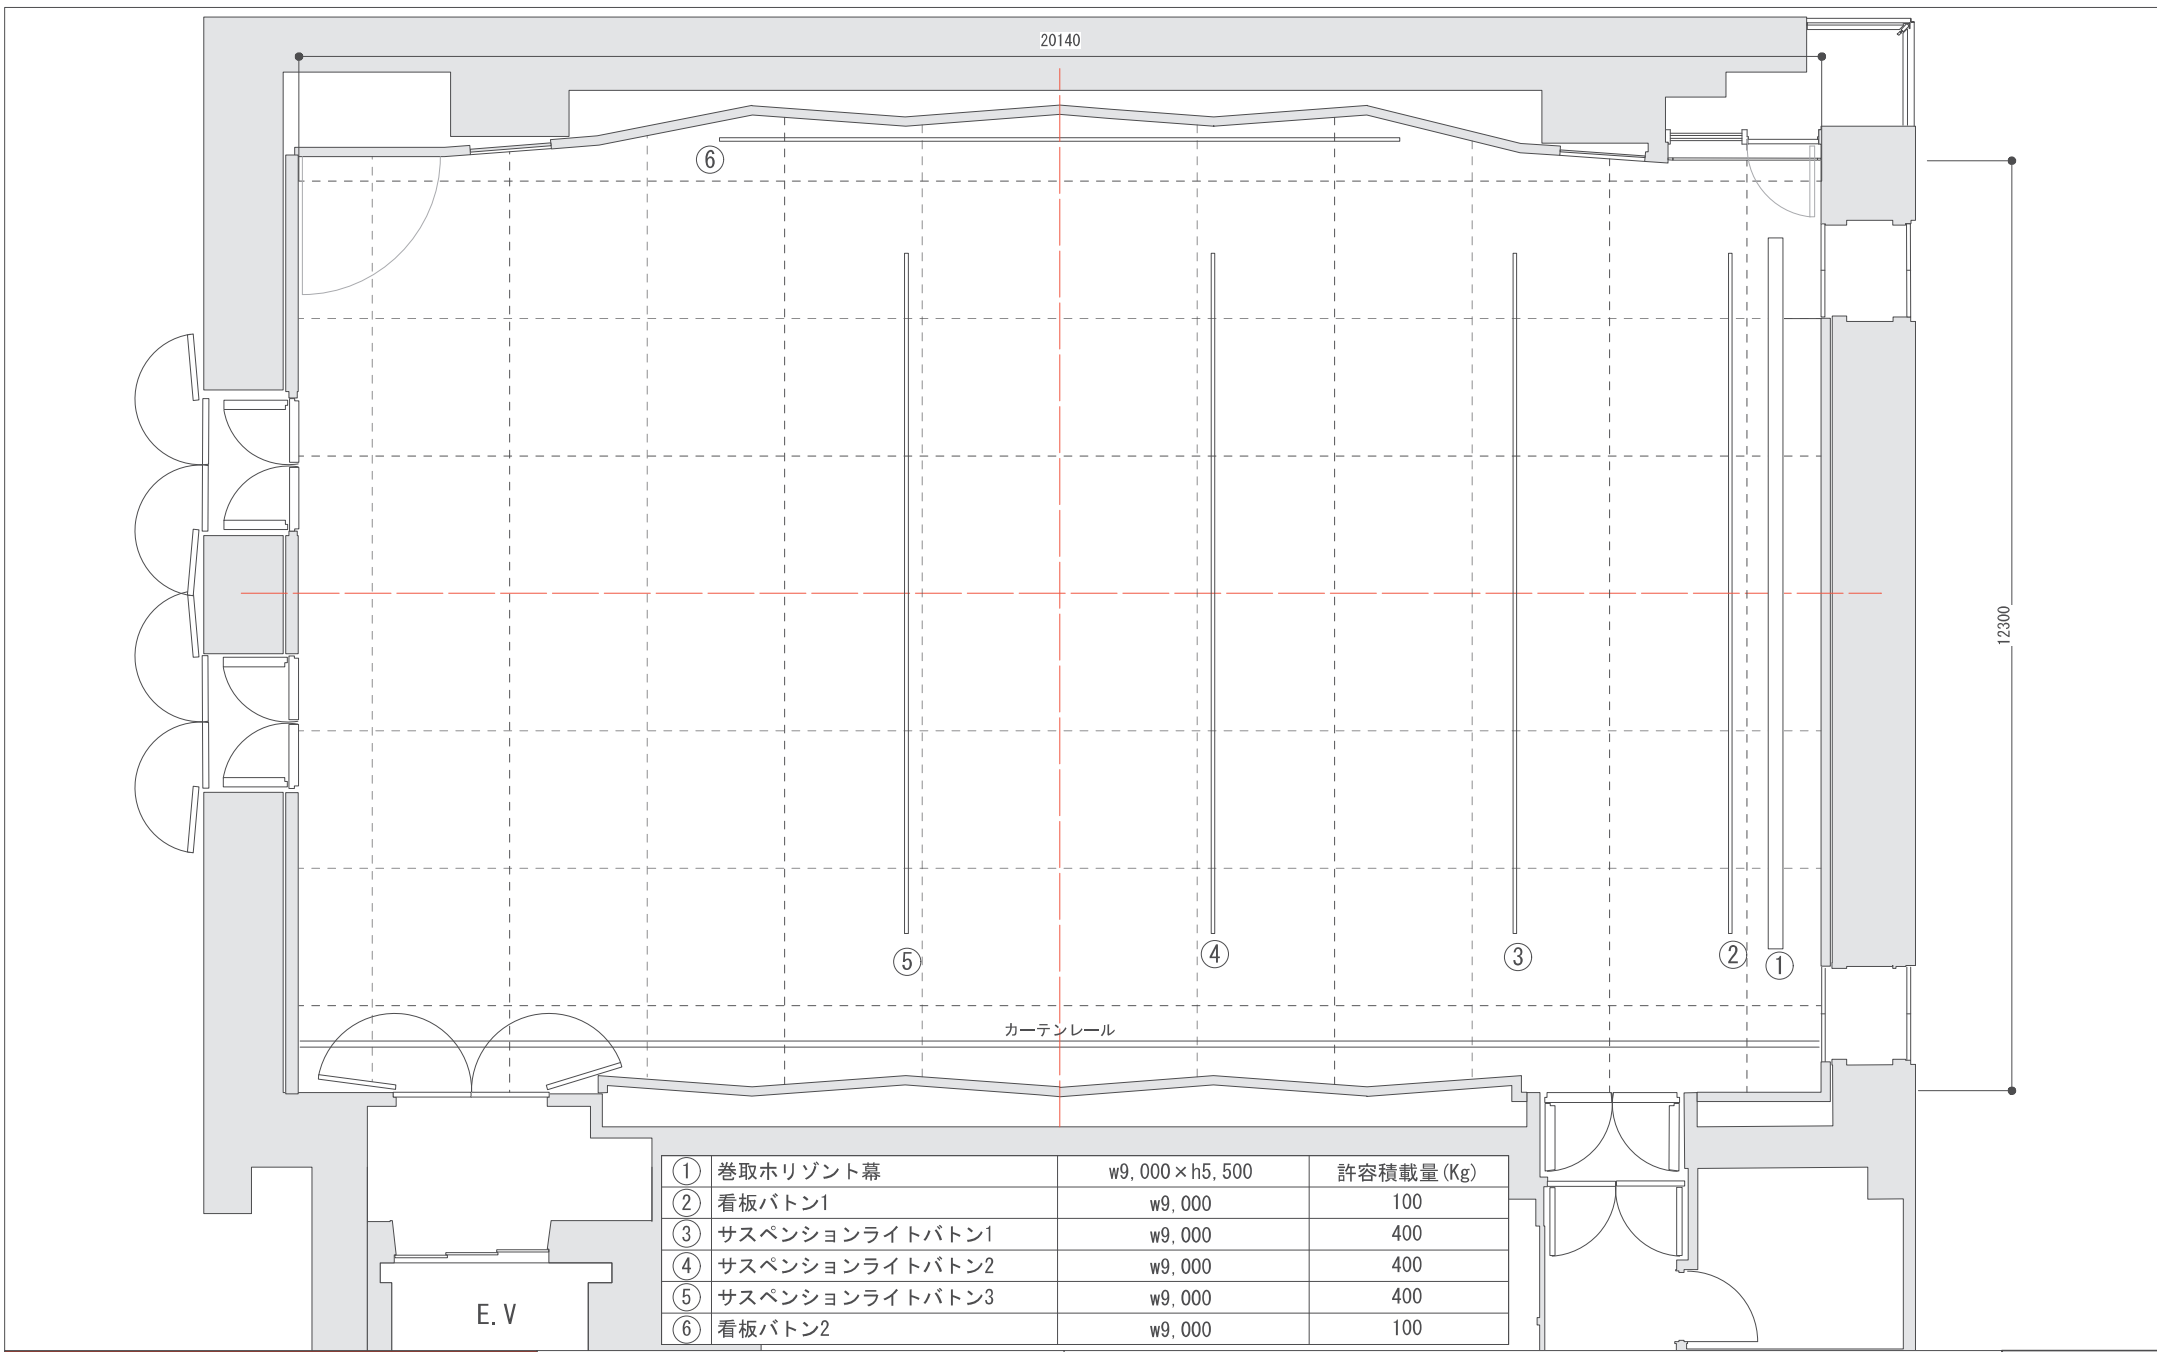 20140
⑥
12300
⑤
④
③
②
①
カーテンレール
① 巻取ホリゾント幕 w9,000×h5,500 許容積載量(Kg)
② 看板バトン1 w9,000 100
③ サスペンションライトバトン1 w9,000 400
④ サスペンションライトバトン2 w9,000 400
⑤ サスペンションライトバトン3 w9,000 400
⑥ 看板バトン2 w9,000 100
E.V